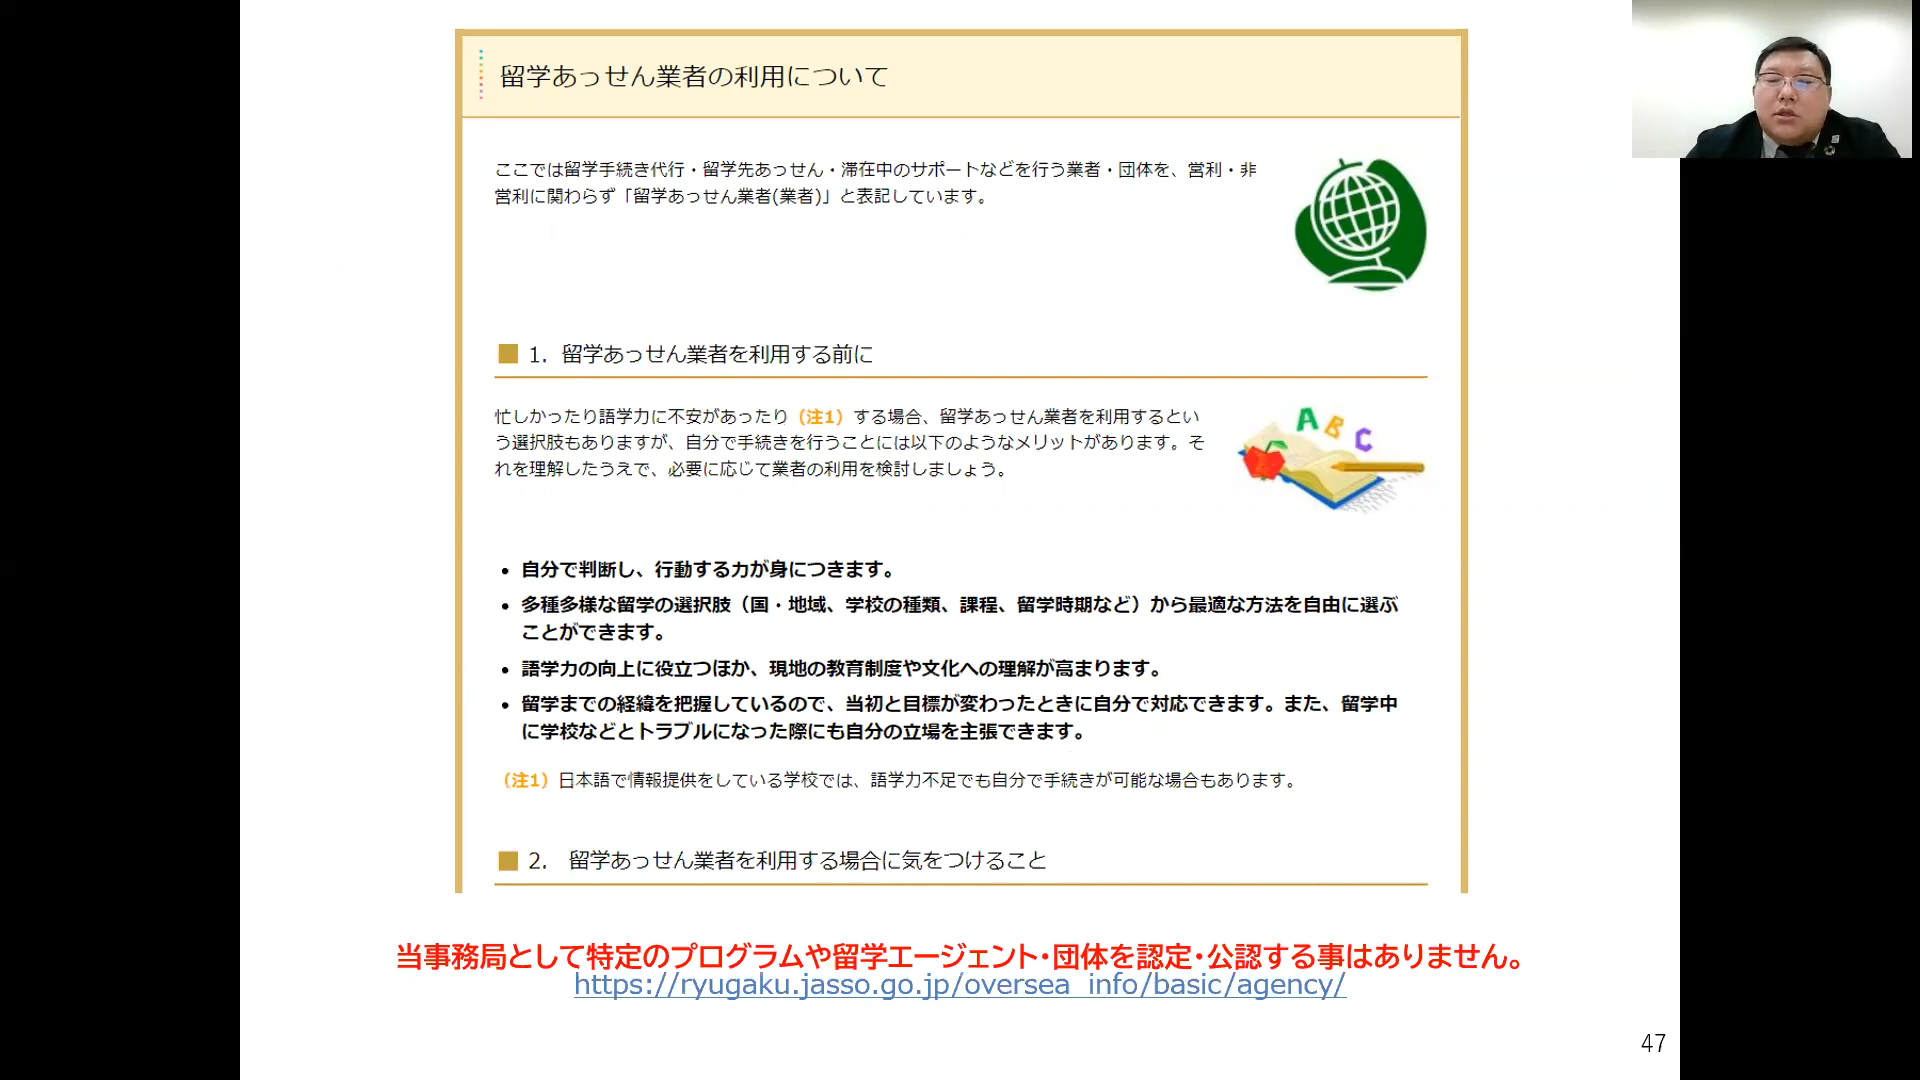 留学あっせん業者の利用について
ここでは留学手続き代行・留学先あっせん・滞在中のサポートなどを行う業者・団体を、営利・非
営利に関わらず「留学あっせん業者(業者)」と表記しています。
1. 留学あっせん業者を利用する前に
忙しかったり語学力に不安があったり（注1）する場合、留学あっせん業者を利用するとい
う選択肢もありますが、自分で手続きを行うことには以下のようなメリットがあります。そ
れを理解したうえで、必要に応じて業者の利用を検討しましょう。
A B C
• 自分で判断し、行動する力が身につきます。
• 多種多様な留学の選択肢（国・地域、学校の種類、課程、留学時期など）から最適な方法を自由に選ぶ
ことができます。
• 語学力の向上に役立つほか、現地の教育制度や文化への理解が高まります。
• 留学までの経緯を把握しているので、当初と目標が変わったときに自分で対応できます。また、留学中
に学校などとトラブルになった際にも自分の立場を主張できます。
（注1）日本語で情報提供をしている学校では、語学力不足でも自分で手続きが可能な場合もあります。
2. 留学あっせん業者を利用する場合に気をつけること
当事務局として特定のプログラムや留学エージェント・団体を認定・公認する事はありません。
https://ryugaku.jasso.go.jp/oversea_info/basic/agency/
47